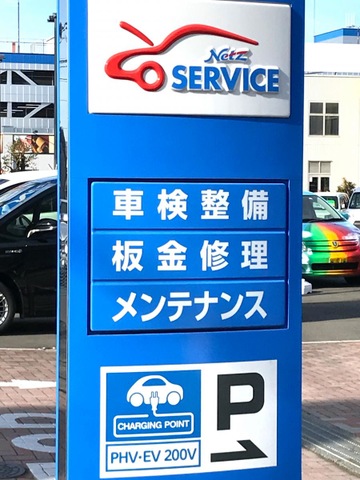 Netz
SERVICE
車検整備
板金修理
メンテナンス
CHARGING POINT
PHV・EV 200V
P